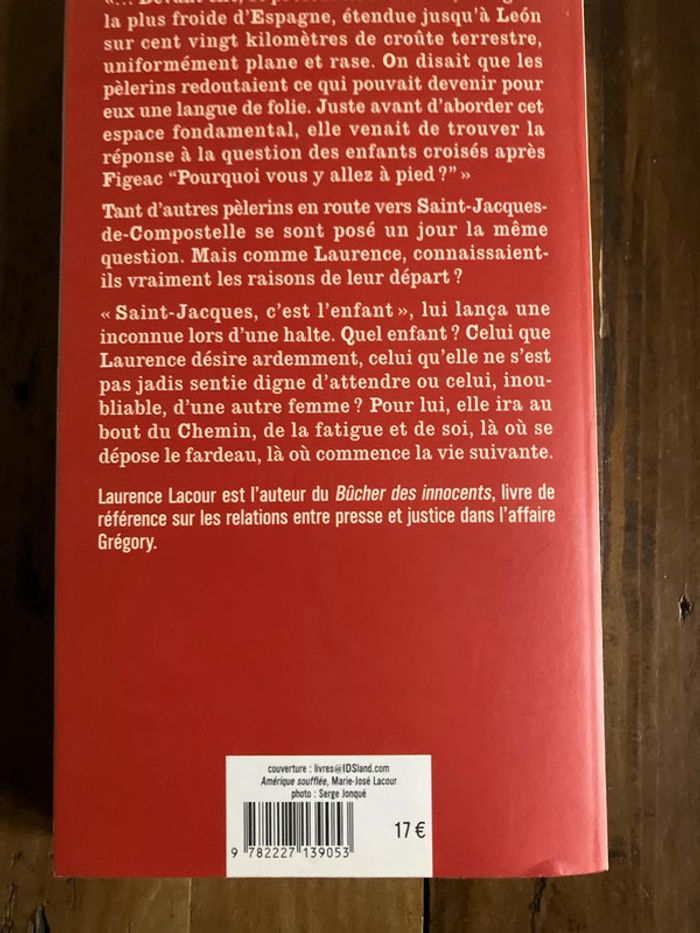 la plus froide d'Espagne, étendue jusqu'à León
sur cent vingt kilomètres de croûte terrestre,
uniformément plane et rase. On disait que les
pèlerins redoutaient ce qui pouvait devenir pour
eux une langue de folie. Juste avant d'aborder cet
espace fondamental, elle venait de trouver la
réponse à la question des enfants croisés après
Figeac “Pourquoi vous y allez à pied ?” »
Tant d'autres pèlerins en route vers Saint-Jacques-
de-Compostelle se sont posé un jour la même
question. Mais comme Laurence, connaissaient-
ils vraiment les raisons de leur départ ?
« Saint-Jacques, c'est l'enfant », lui lança une
inconnue lors d'une halte. Quel enfant ? Celui que
Laurence désire ardemment, celui qu'elle ne s'est
pas jadis sentie digne d'attendre ou celui, inou-
bliable, d'une autre femme ? Pour lui, elle ira au
bout du Chemin, de la fatigue et de soi, là où se
dépose le fardeau, là où commence la vie suivante.
Laurence Lacour est l'auteur du Bûcher des innocents, livre de
référence sur les relations entre presse et justice dans l'affaire
Grégory.
couverture : livres@IDSland.com
Amérique soufflée, Marie-José Lacour
photo : Serge Jonqué
17 €
9 782227 139053